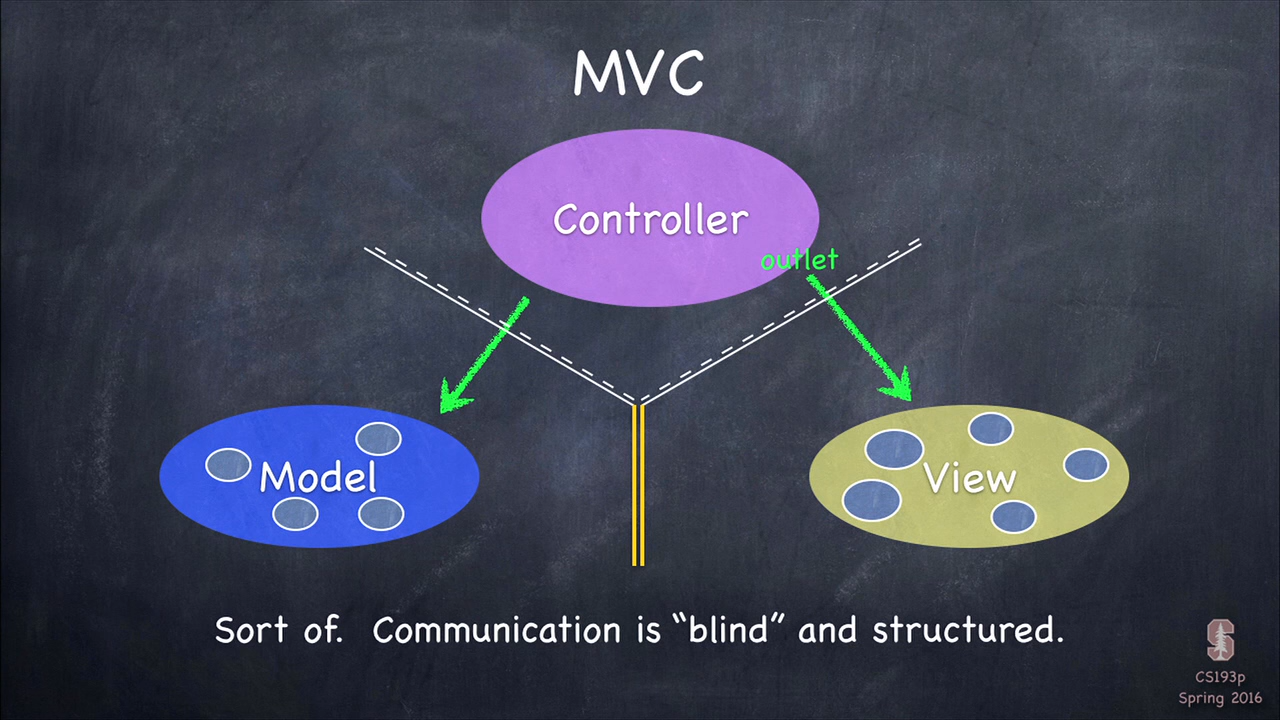 MVC
Controller
outlet
Model
View
Sort of. Communication is “blind” and structured.
S
CS193p
Spring 2016